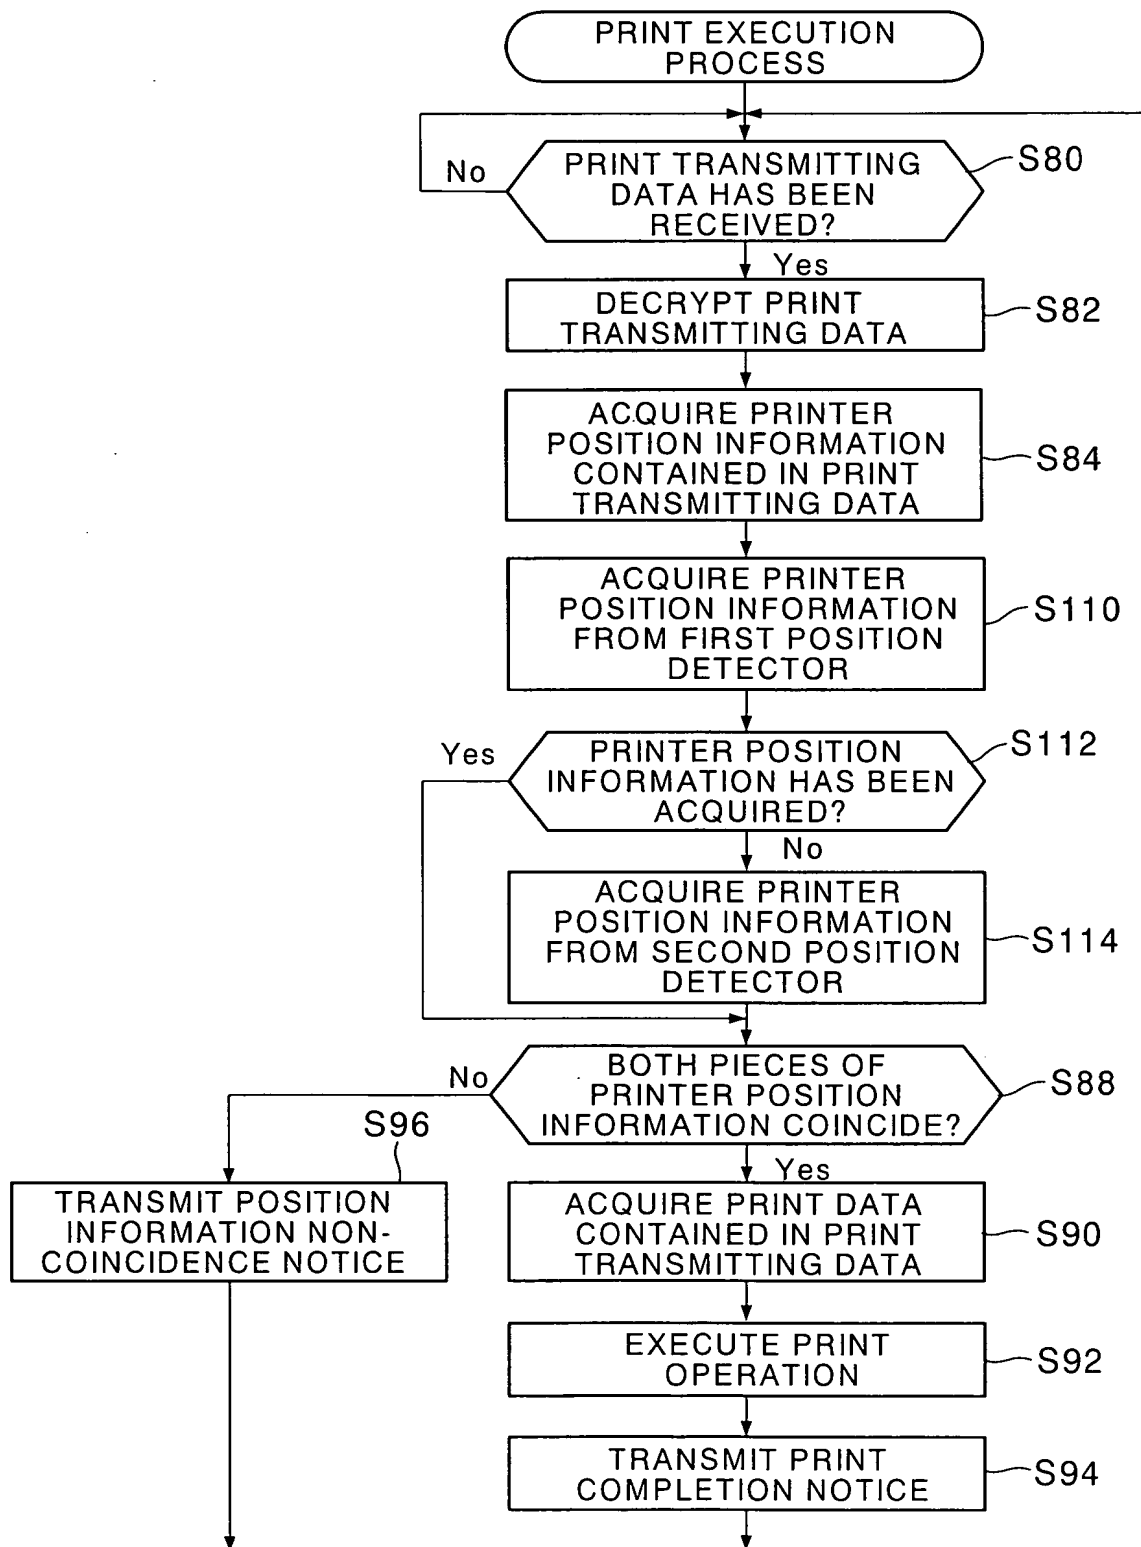 PRINT EXECUTION
PROCESS
No
PRINT TRANSMITTING
DATA HAS BEEN
RECEIVED?
S80
Yes
DECRYPT PRINT
TRANSMITTING DATA
S82
ACQUIRE PRINTER
POSITION INFORMATION
CONTAINED IN PRINT
TRANSMITTING DATA
S84
ACQUIRE PRINTER
POSITION INFORMATION
FROM FIRST POSITION
DETECTOR
S110
Yes
PRINTER POSITION
INFORMATION HAS BEEN
ACQUIRED?
S112
No
ACQUIRE PRINTER
POSITION INFORMATION
FROM SECOND POSITION
DETECTOR
S114
No
BOTH PIECES OF
PRINTER POSITION
INFORMATION COINCIDE?
S88
S96
Yes
TRANSMIT POSITION
INFORMATION NON-
COINCIDENCE NOTICE
ACQUIRE PRINT DATA
CONTAINED IN PRINT
TRANSMITTING DATA
S90
EXECUTE PRINT
OPERATION
S92
TRANSMIT PRINT
COMPLETION NOTICE
S94